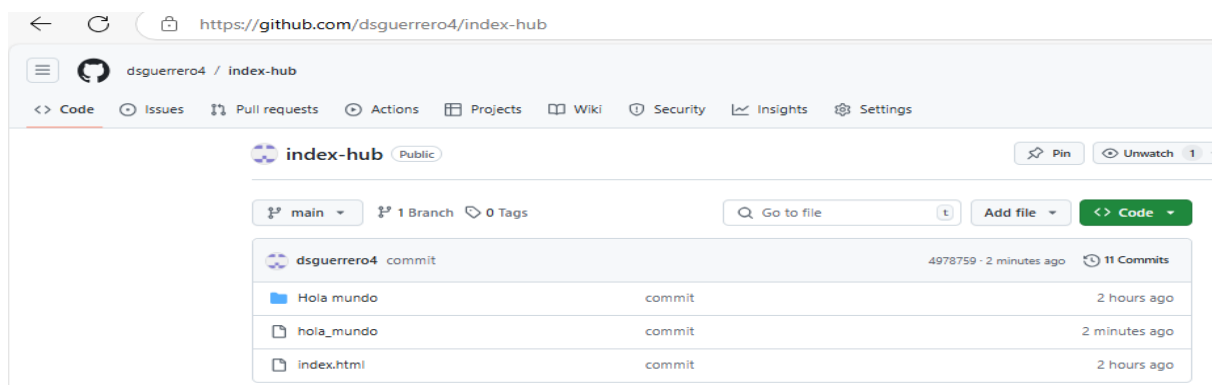 https://github.com/dsguerrero4/index-hub
dsguerrero4 / index-hub
<> Code Issues Pull requests Actions Projects Wiki Security Insights Settings
index-hub Public Pin Unwatch 1
main 1 Branch 0 Tags Go to file t Add file <> Code
dsguerrero4 commit 4978759 · 2 minutes ago 11 Commits
Hola mundo commit 2 hours ago
hola_mundo commit 2 minutes ago
index.html commit 2 hours ago